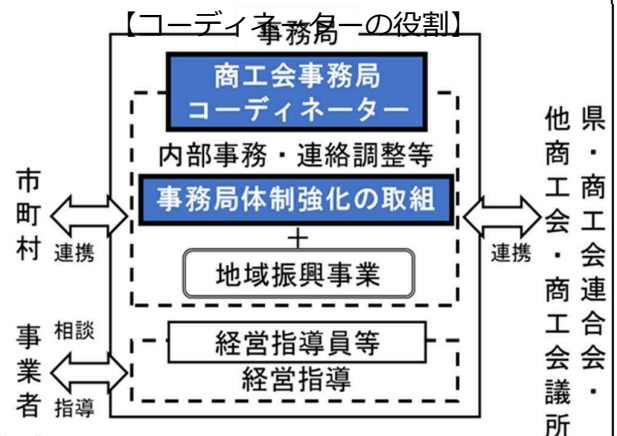 【コーディネーターの役割】
事務局
商工会事務局
コーディネーター
内部事務・連絡調整等
事務局体制強化の取組
+
地域振興事業
経営指導員等
経営指導
市町村
連携
事業者
相談
指導
連携
県・商工会連合会・
他商工会・商工会議所